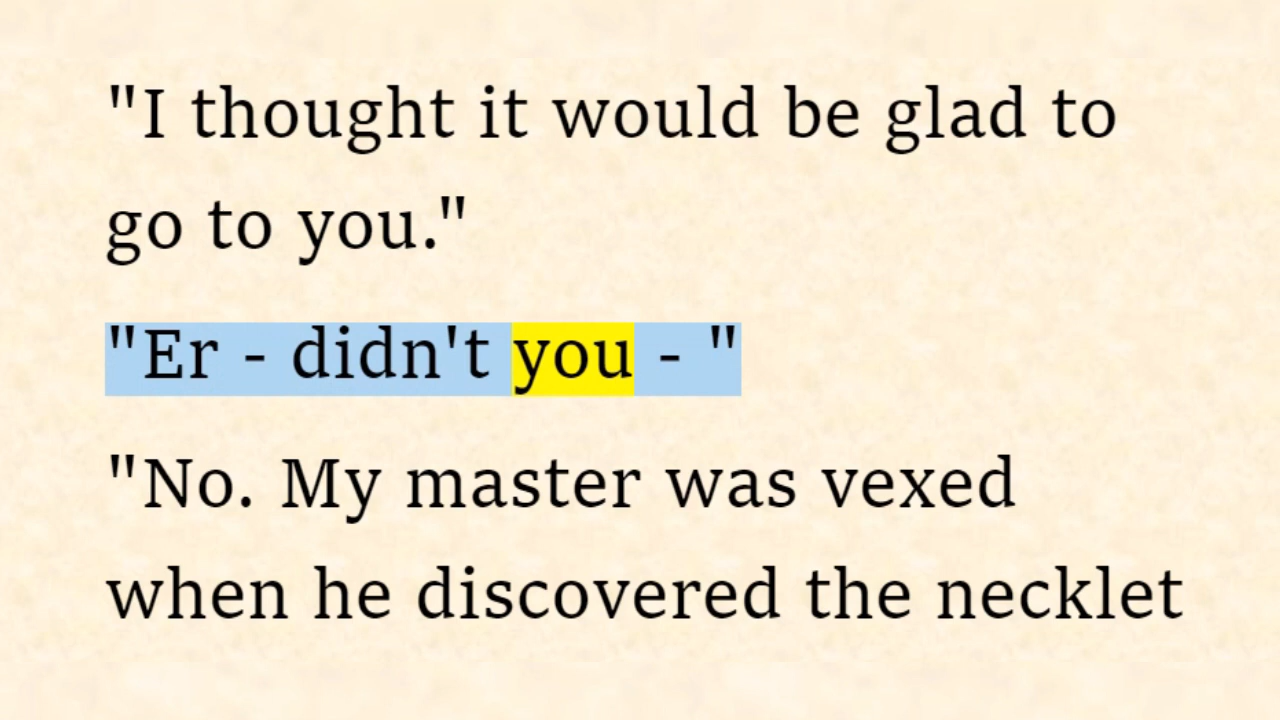 "I thought it would be glad to
go to you."
"Er - didn't you - "
"No. My master was vexed
when he discovered the necklet